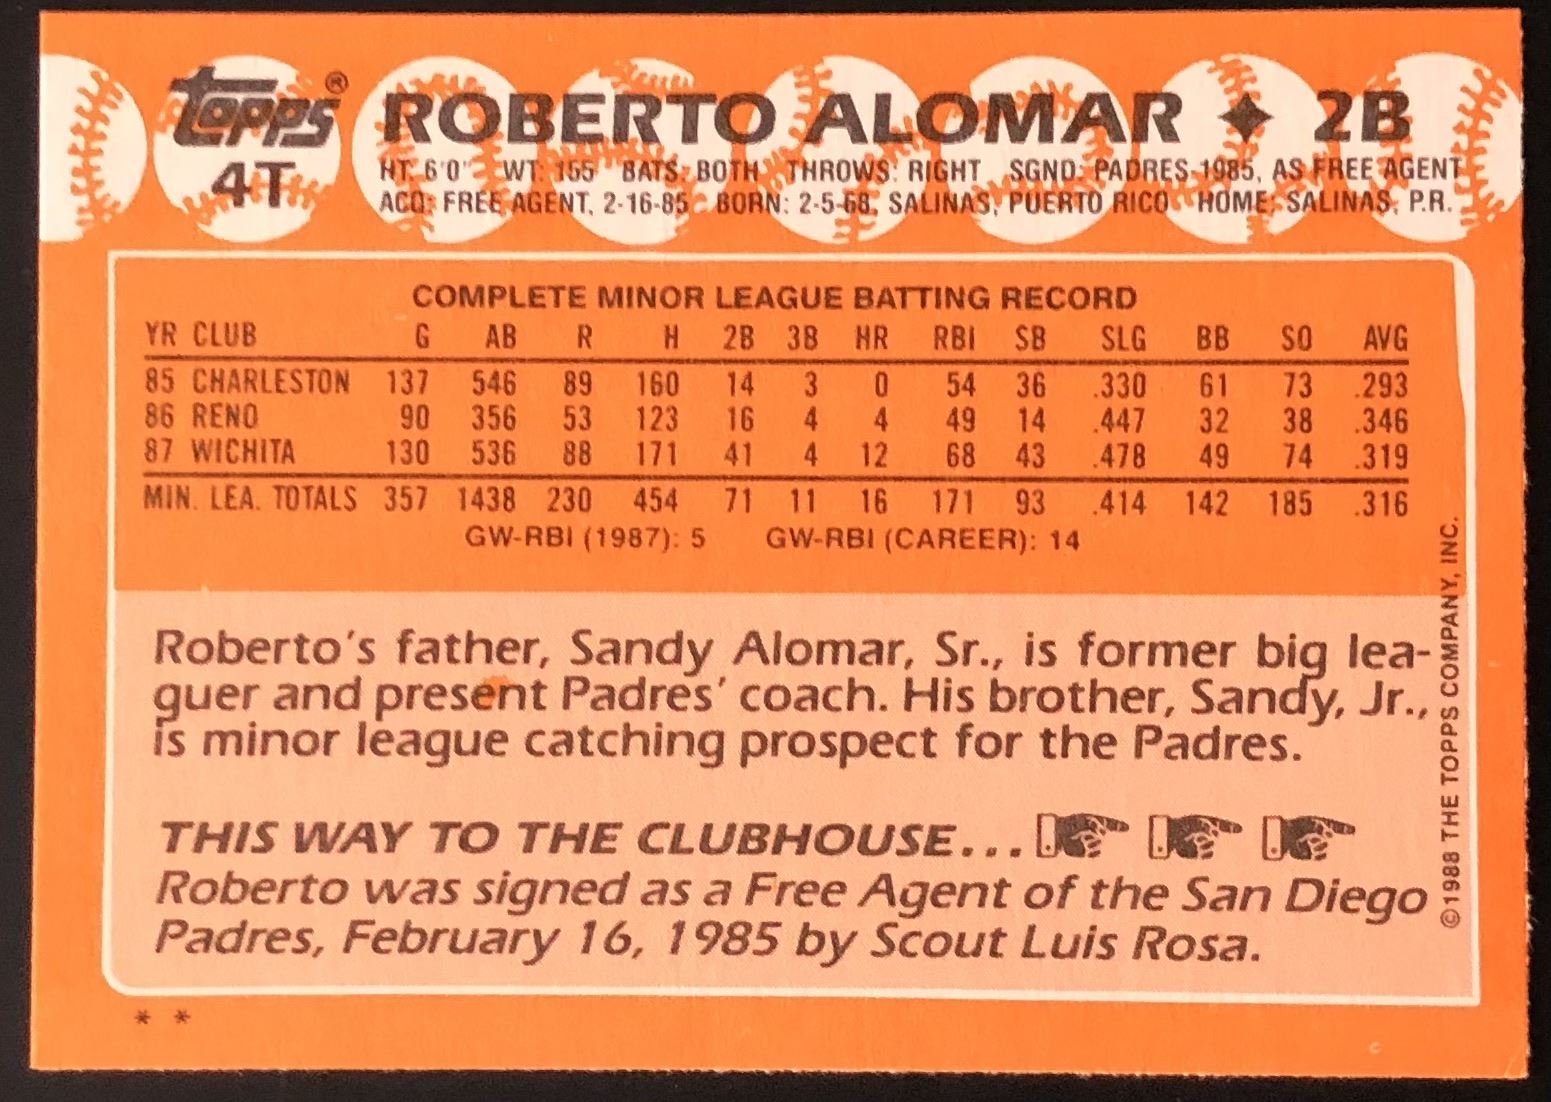 topps® ROBERTO ALOMAR ✦ 2B
4T
HT: 6'0" WT: 155 BATS: BOTH THROWS: RIGHT SGND: PADRES-1985, AS FREE AGENT
ACQ: FREE AGENT, 2-16-85 BORN: 2-5-68, SALINAS, PUERTO RICO HOME: SALINAS, P.R.
COMPLETE MINOR LEAGUE BATTING RECORD
YR CLUB G AB R H 2B 3B HR RBI SB SLG BB SO AVG
85 CHARLESTON 137 546 89 160 14 3 0 54 36 .330 61 73 .293
86 RENO 90 356 53 123 16 4 4 49 14 .447 32 38 .346
87 WICHITA 130 536 88 171 41 4 12 68 43 .478 49 74 .319
MIN. LEA. TOTALS 357 1438 230 454 71 11 16 171 93 .414 142 185 .316
GW-RBI (1987): 5 GW-RBI (CAREER): 14
Roberto's father, Sandy Alomar, Sr., is former big lea-
guer and present Padres' coach. His brother, Sandy, Jr.,
is minor league catching prospect for the Padres.
THIS WAY TO THE CLUBHOUSE...
Roberto was signed as a Free Agent of the San Diego
Padres, February 16, 1985 by Scout Luis Rosa.
* *
©1988 THE TOPPS COMPANY, INC.